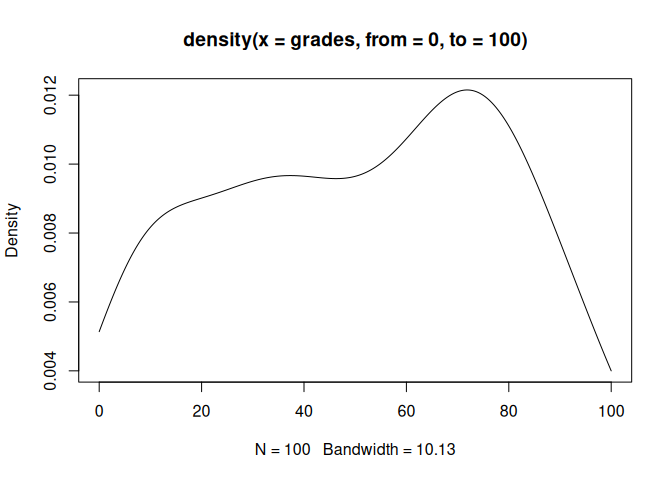 density(x = grades, from = 0, to = 100)
Density
0.012
0.010
0.008
0.006
0.004
0 20 40 60 80 100
N = 100 Bandwidth = 10.13